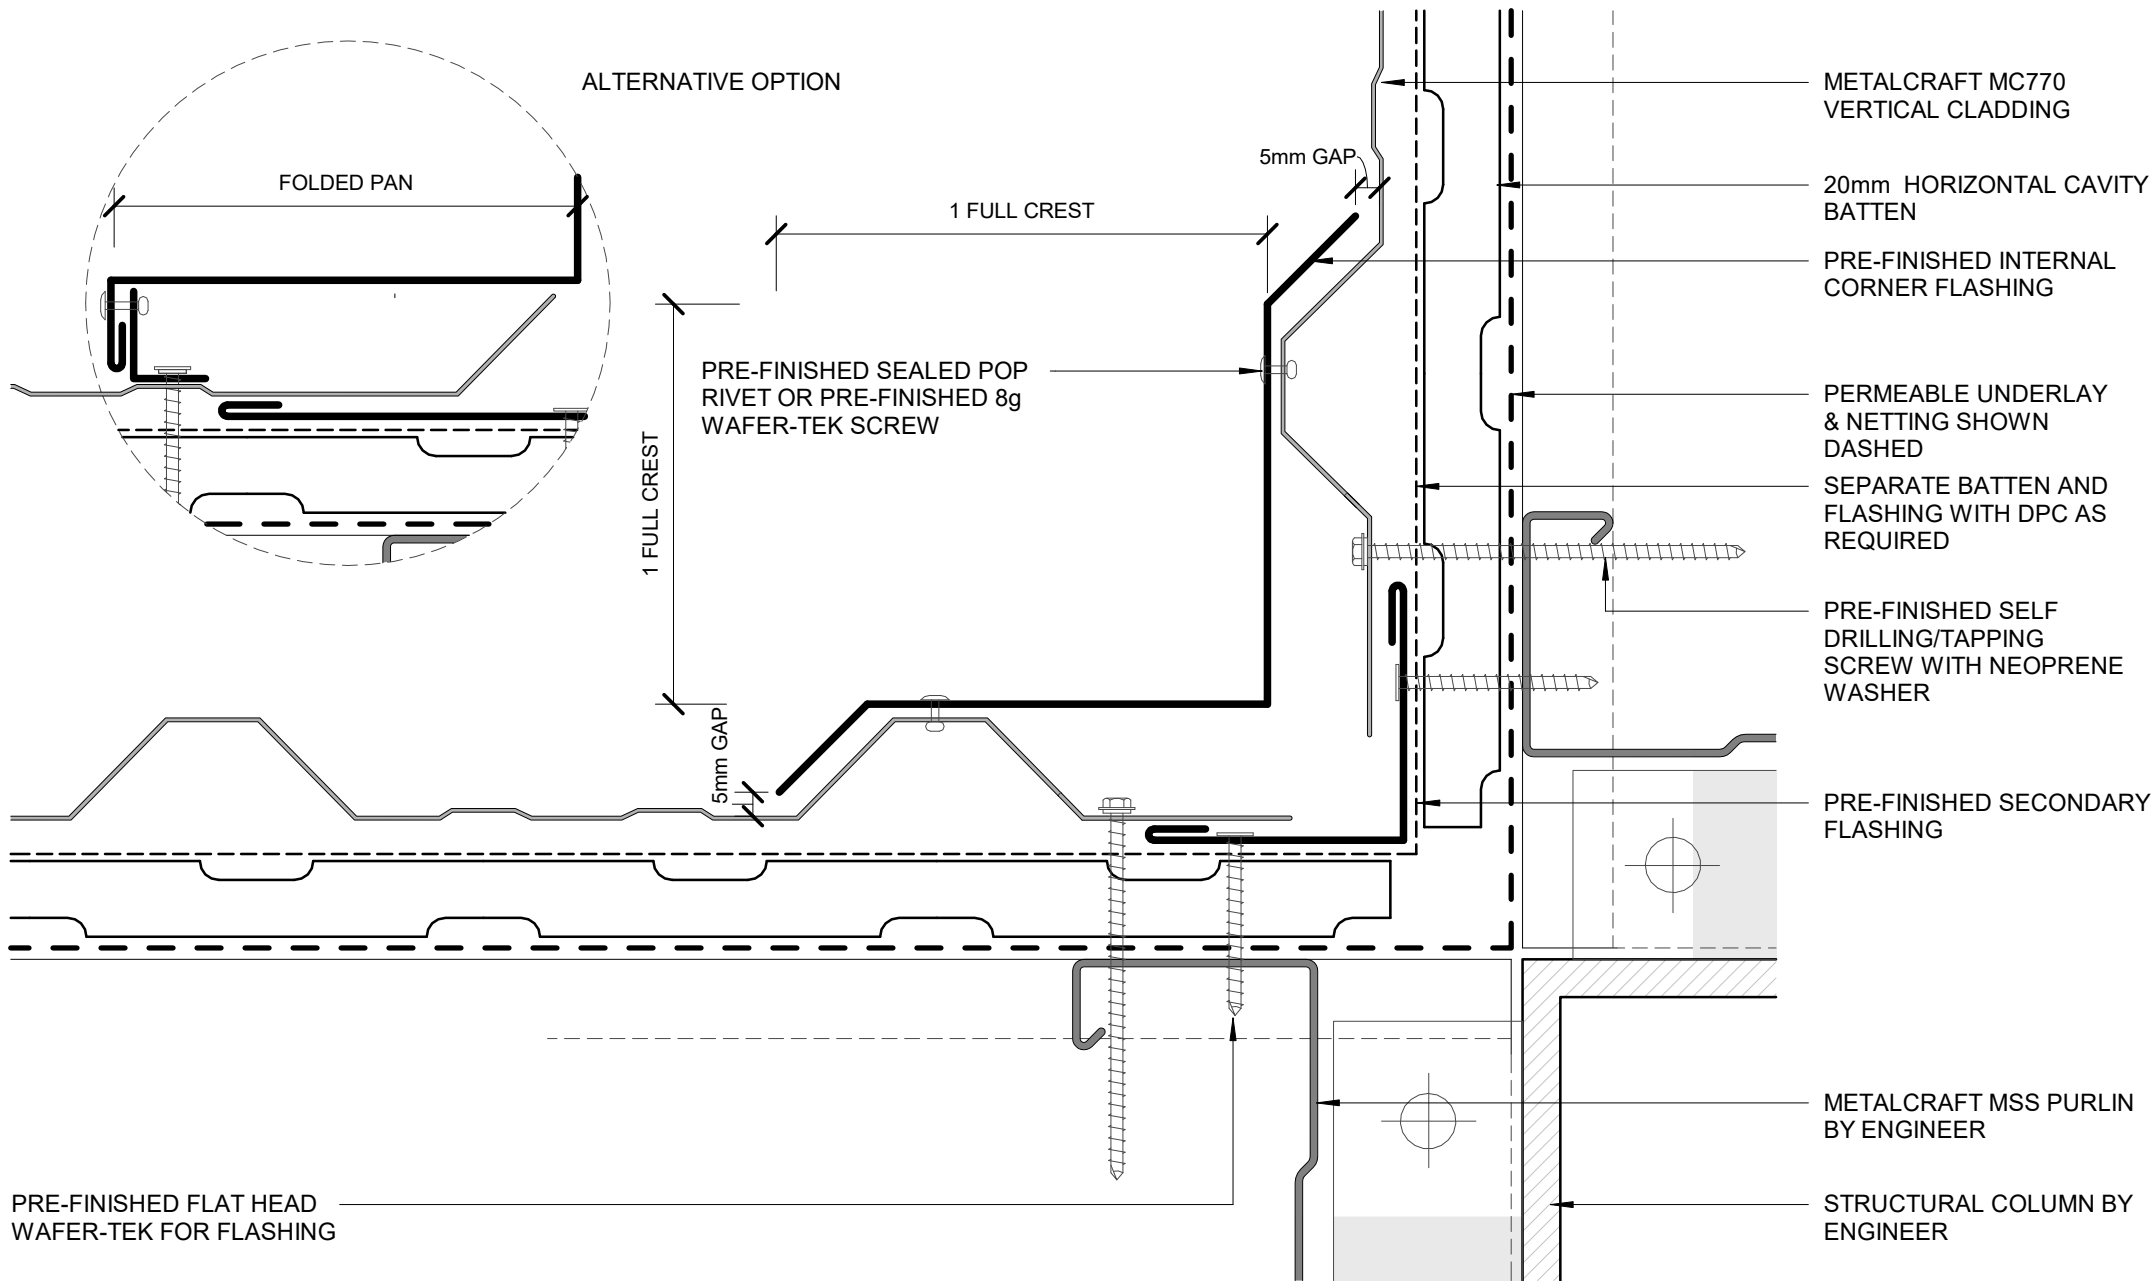 ALTERNATIVE OPTION
FOLDED PAN
1 FULL CREST
5mm GAP
1 FULL CREST
5mm GAP
PRE-FINISHED SEALED POP
RIVET OR PRE-FINISHED 8g
WAFER-TEK SCREW
METALCRAFT MC770
VERTICAL CLADDING
20mm HORIZONTAL CAVITY
BATTEN
PRE-FINISHED INTERNAL
CORNER FLASHING
PERMEABLE UNDERLAY
& NETTING SHOWN
DASHED
SEPARATE BATTEN AND
FLASHING WITH DPC AS
REQUIRED
PRE-FINISHED SELF
DRILLING/TAPPING
SCREW WITH NEOPRENE
WASHER
PRE-FINISHED SECONDARY
FLASHING
METALCRAFT MSS PURLIN
BY ENGINEER
STRUCTURAL COLUMN BY
ENGINEER
PRE-FINISHED FLAT HEAD
WAFER-TEK FOR FLASHING